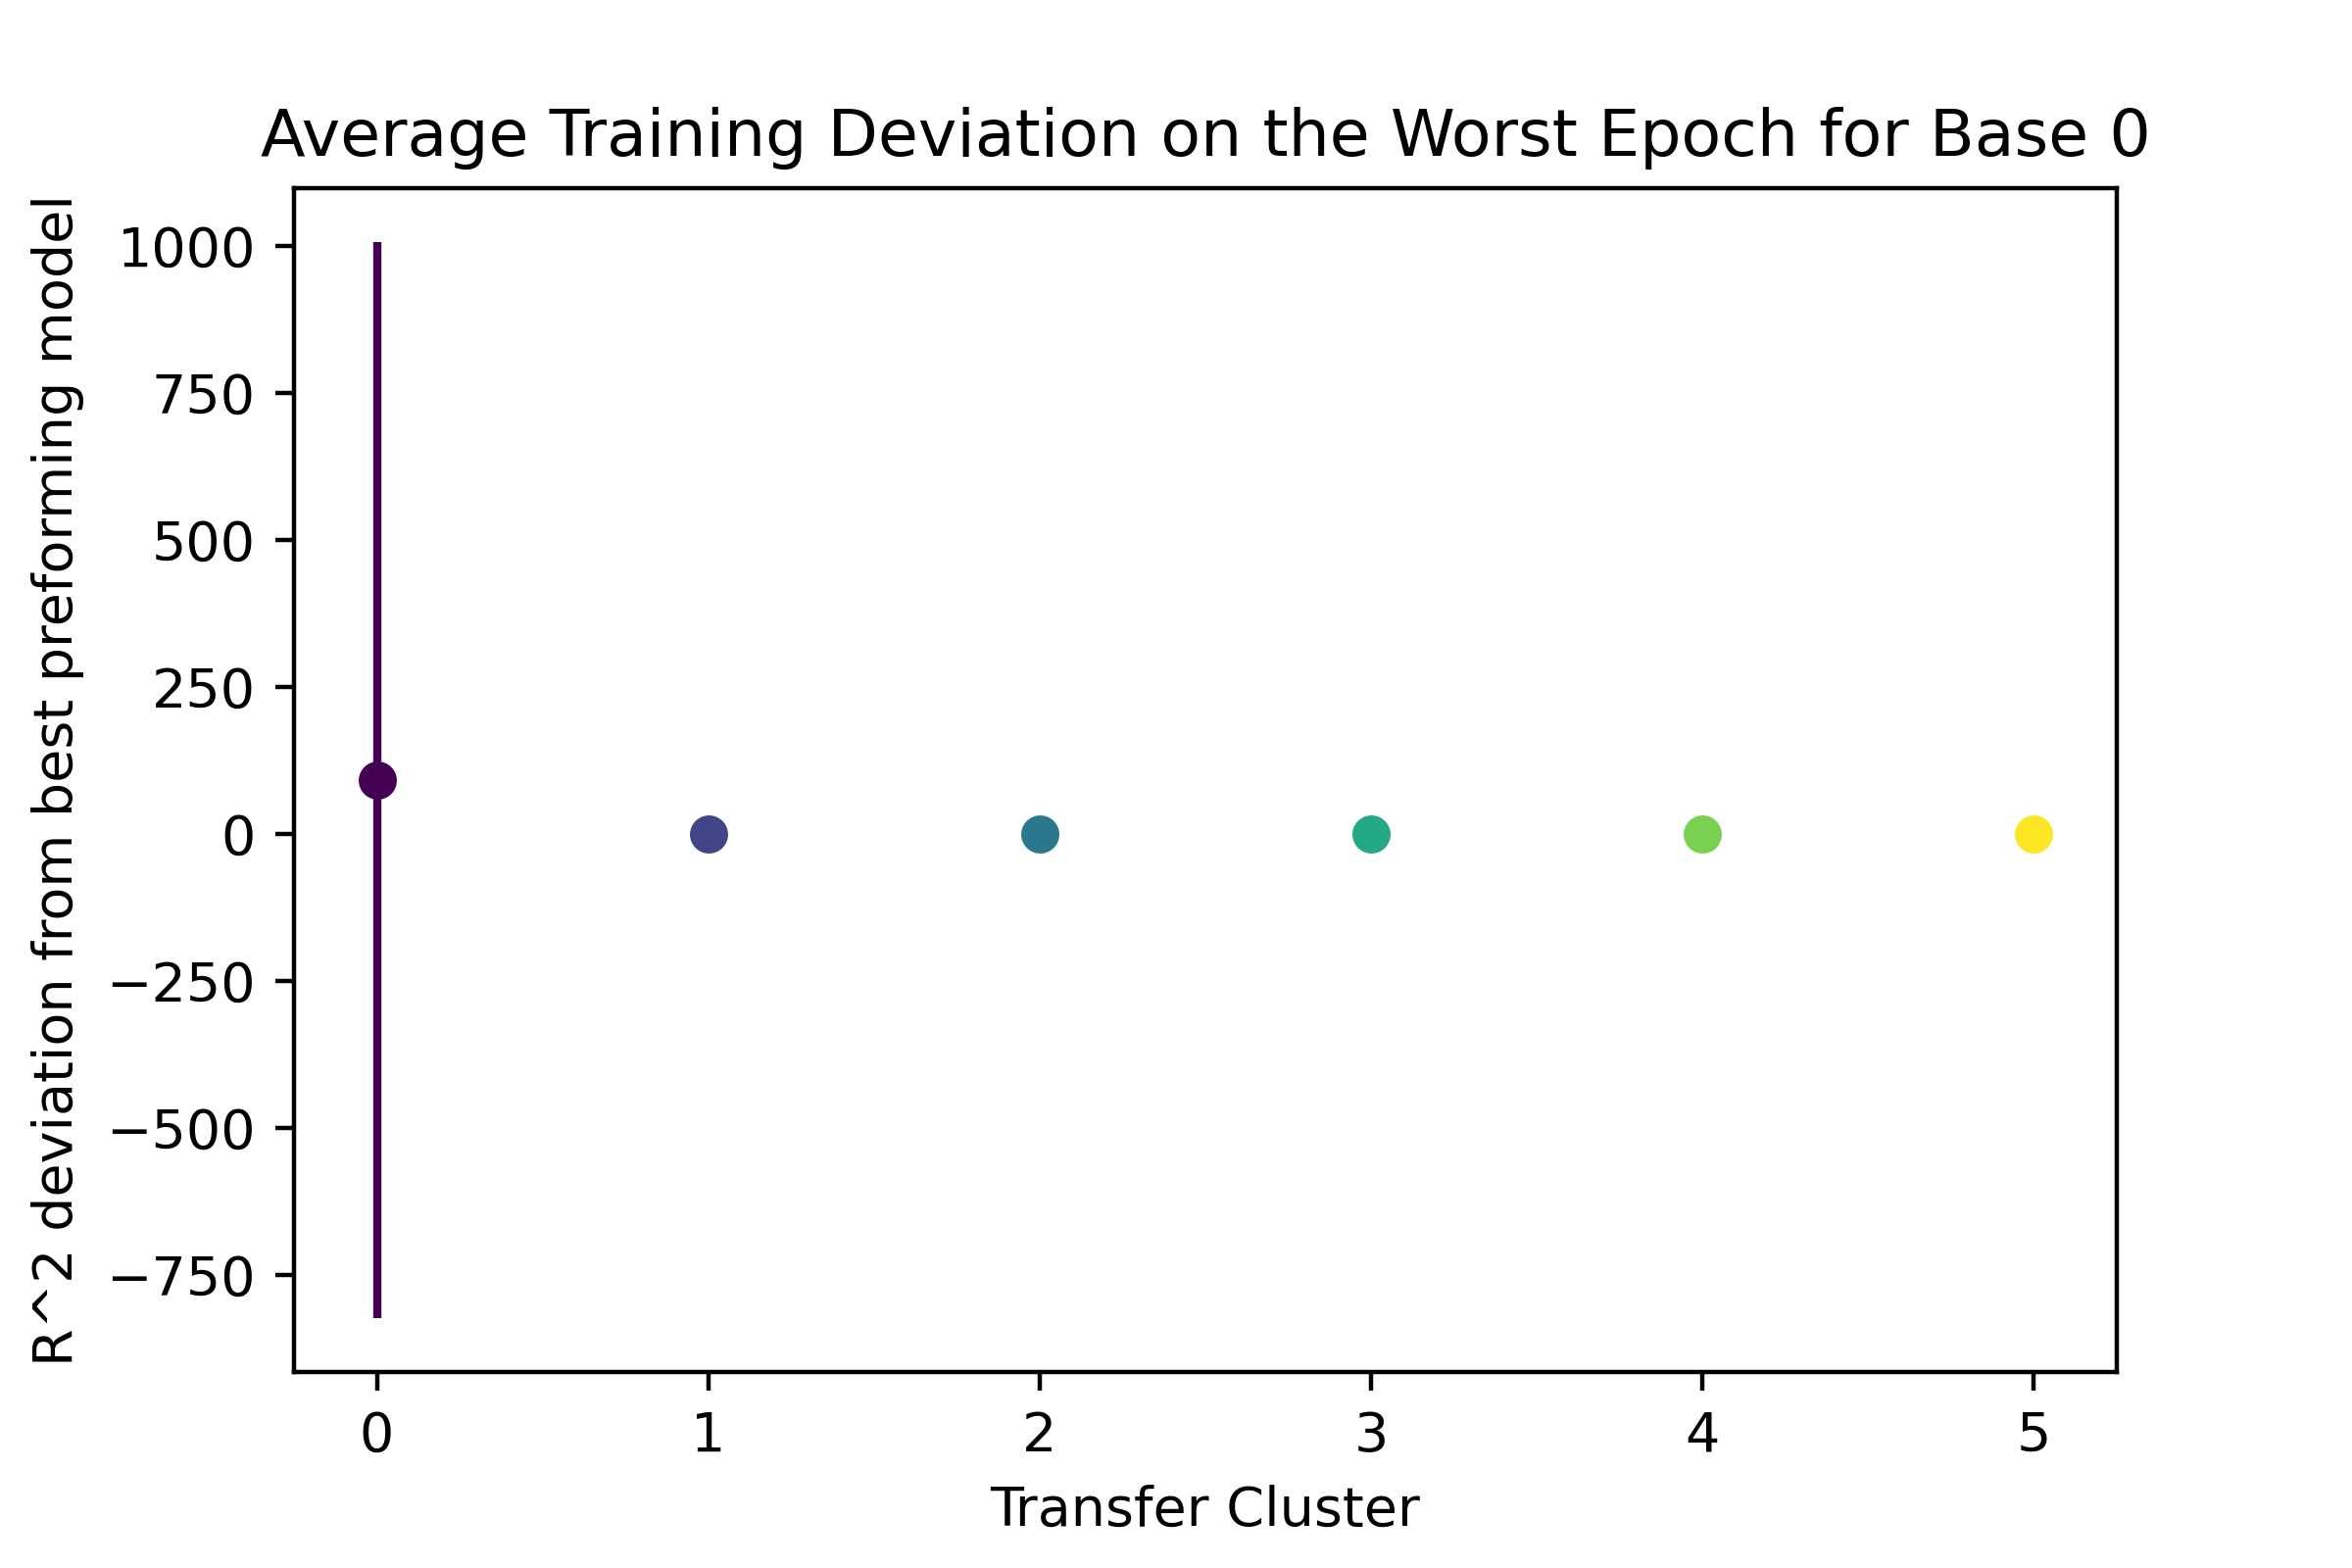 Average Training Deviation on the Worst Epoch for Base 0
R^2 deviation from best preforming model
1000
750
500
250
0
−250
−500
−750
0 1 2 3 4 5
Transfer Cluster